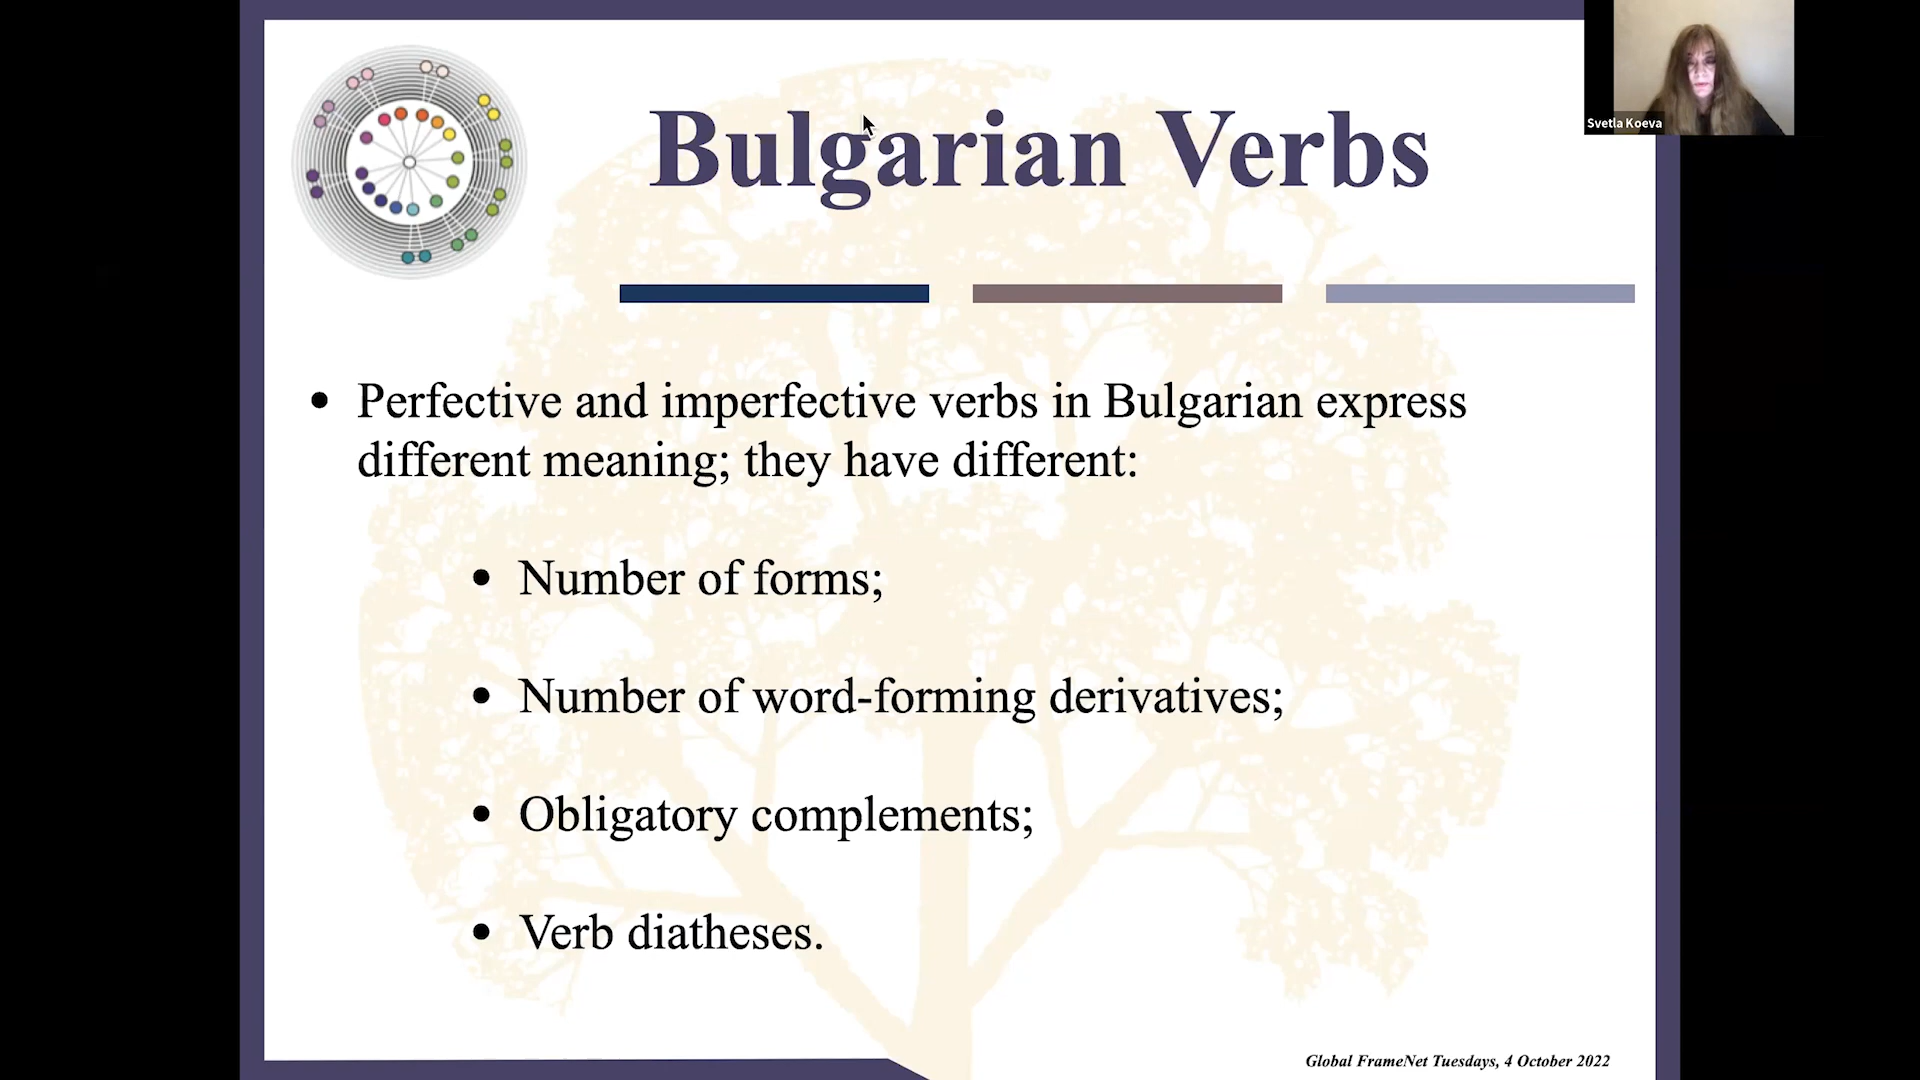 Bulgarian Verbs
Svetla Koeva
• Perfective and imperfective verbs in Bulgarian express
different meaning; they have different:
• Number of forms;
• Number of word-forming derivatives;
• Obligatory complements;
• Verb diatheses.
Global FrameNet Tuesdays, 4 October 2022